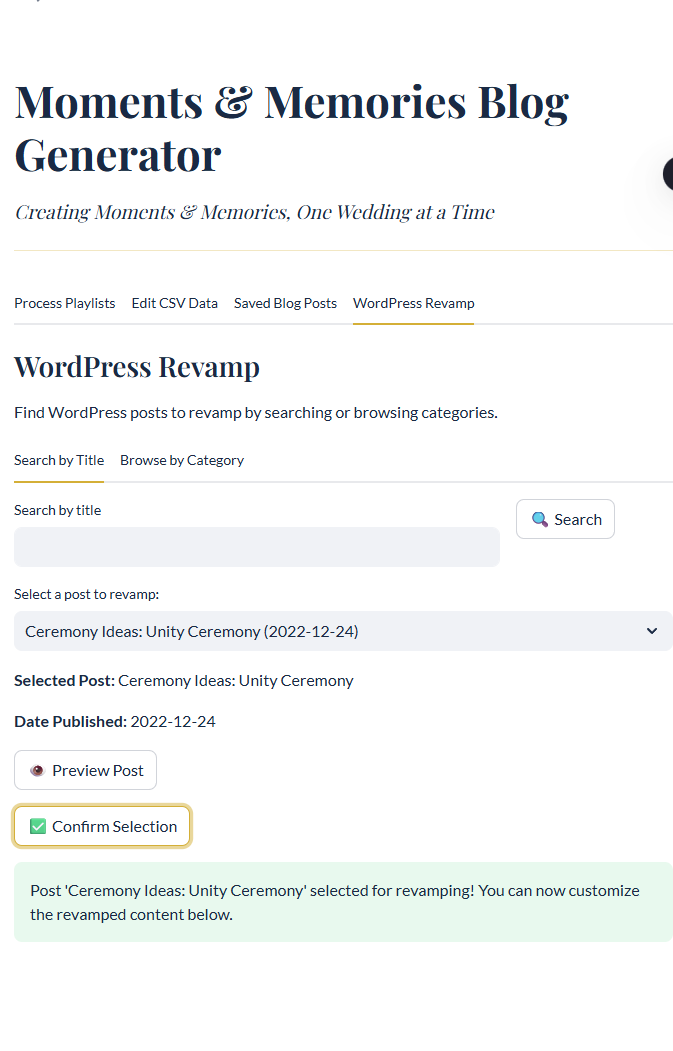 Moments & Memories Blog
Generator
Creating Moments & Memories, One Wedding at a Time
Process Playlists Edit CSV Data Saved Blog Posts WordPress Revamp
WordPress Revamp
Find WordPress posts to revamp by searching or browsing categories.
Search by Title Browse by Category
Search by title
Search
Select a post to revamp:
Ceremony Ideas: Unity Ceremony (2022-12-24)
Selected Post: Ceremony Ideas: Unity Ceremony
Date Published: 2022-12-24
Preview Post
Confirm Selection
Post 'Ceremony Ideas: Unity Ceremony' selected for revamping! You can now customize
the revamped content below.